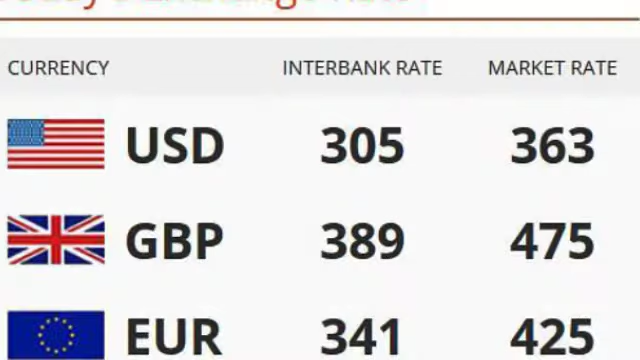 CURRENCY INTERBANK RATE MARKET RATE
USD 305 363
GBP 389 475
EUR 341 425